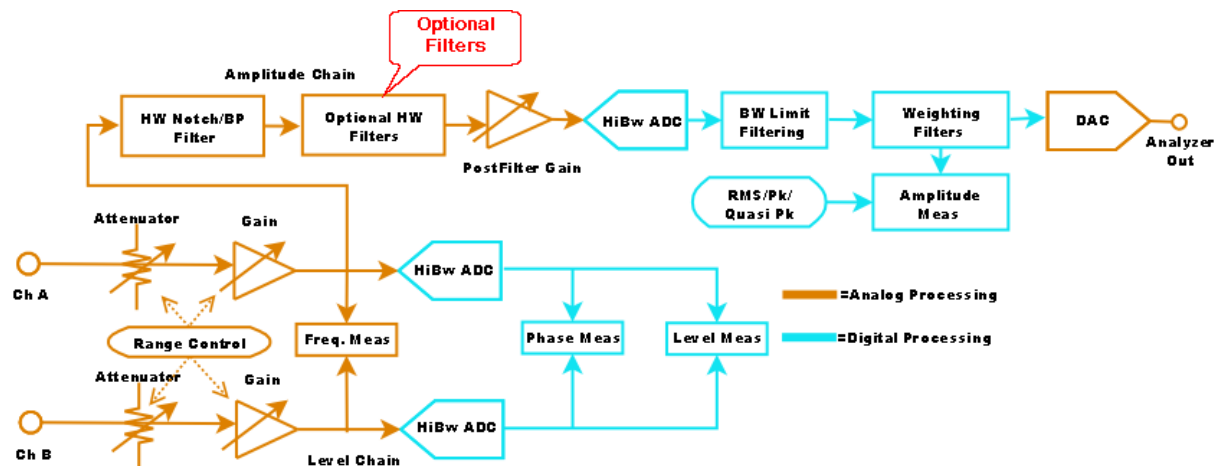 Optional
Filters
Amplitude Chain
HW Notch/BP
Filter
Optional HW
Filters
PostFilter Gain
HiBw ADC
BW Limit
Filtering
Weighting
Filters
DAC
Analyzer
Out
RMS/Pk/
Quasi Pk
Amplitude
Meas
Attenuator
Gain
Ch A
HiBw ADC
=Analog Processing
Range Control
Freq. Meas
Phase Meas
Level Meas
=Digital Processing
Attenuator
Gain
Ch B
HiBw ADC
Level Chain